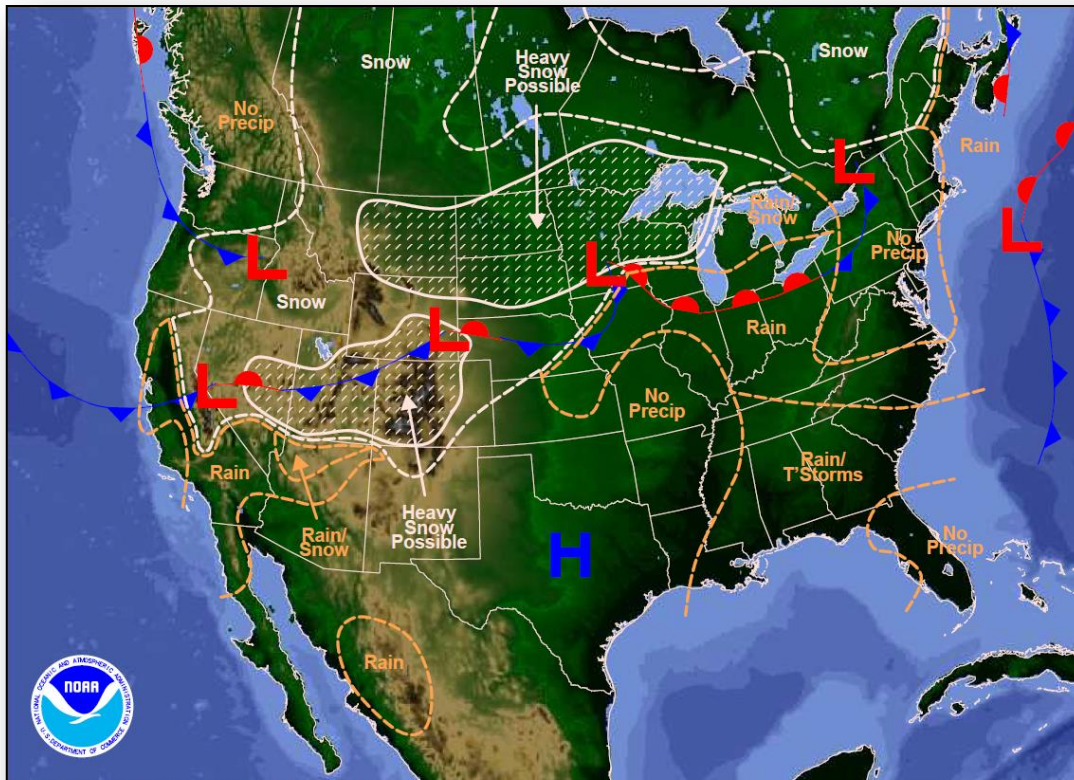 Snow
Heavy
Snow
Possible
Snow
No
Precip
Rain
L
Rain/
Snow
No
Precip
L
L
L
Snow
L
Rain
L
No
Precip
Rain
Rain/
T'Storms
Heavy
Snow
Possible
Rain/
Snow
H
No
Precip
Rain
NATIONAL OCEANIC AND ATMOSPHERIC ADMINISTRATION
NOAA
U.S. DEPARTMENT OF COMMERCE